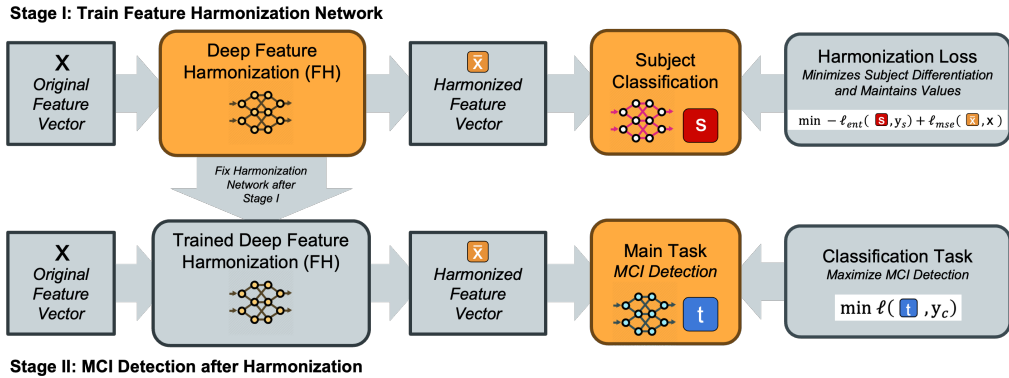 Stage I: Train Feature Harmonization Network
X
Original
Feature
Vector
Deep Feature
Harmonization (FH)
x̄
Harmonized
Feature
Vector
Subject
Classification
s
Harmonization Loss
Minimizes Subject Differentiation
and Maintains Values
min − ℓent( s , ys) + ℓmse( x̄ , x )
Fix Harmonization
Network after
Stage I
X
Original
Feature
Vector
Trained Deep Feature
Harmonization (FH)
x̄
Harmonized
Feature
Vector
Main Task
MCI Detection
t
Classification Task
Maximize MCI Detection
min ℓ( t , yc)
Stage II: MCI Detection after Harmonization